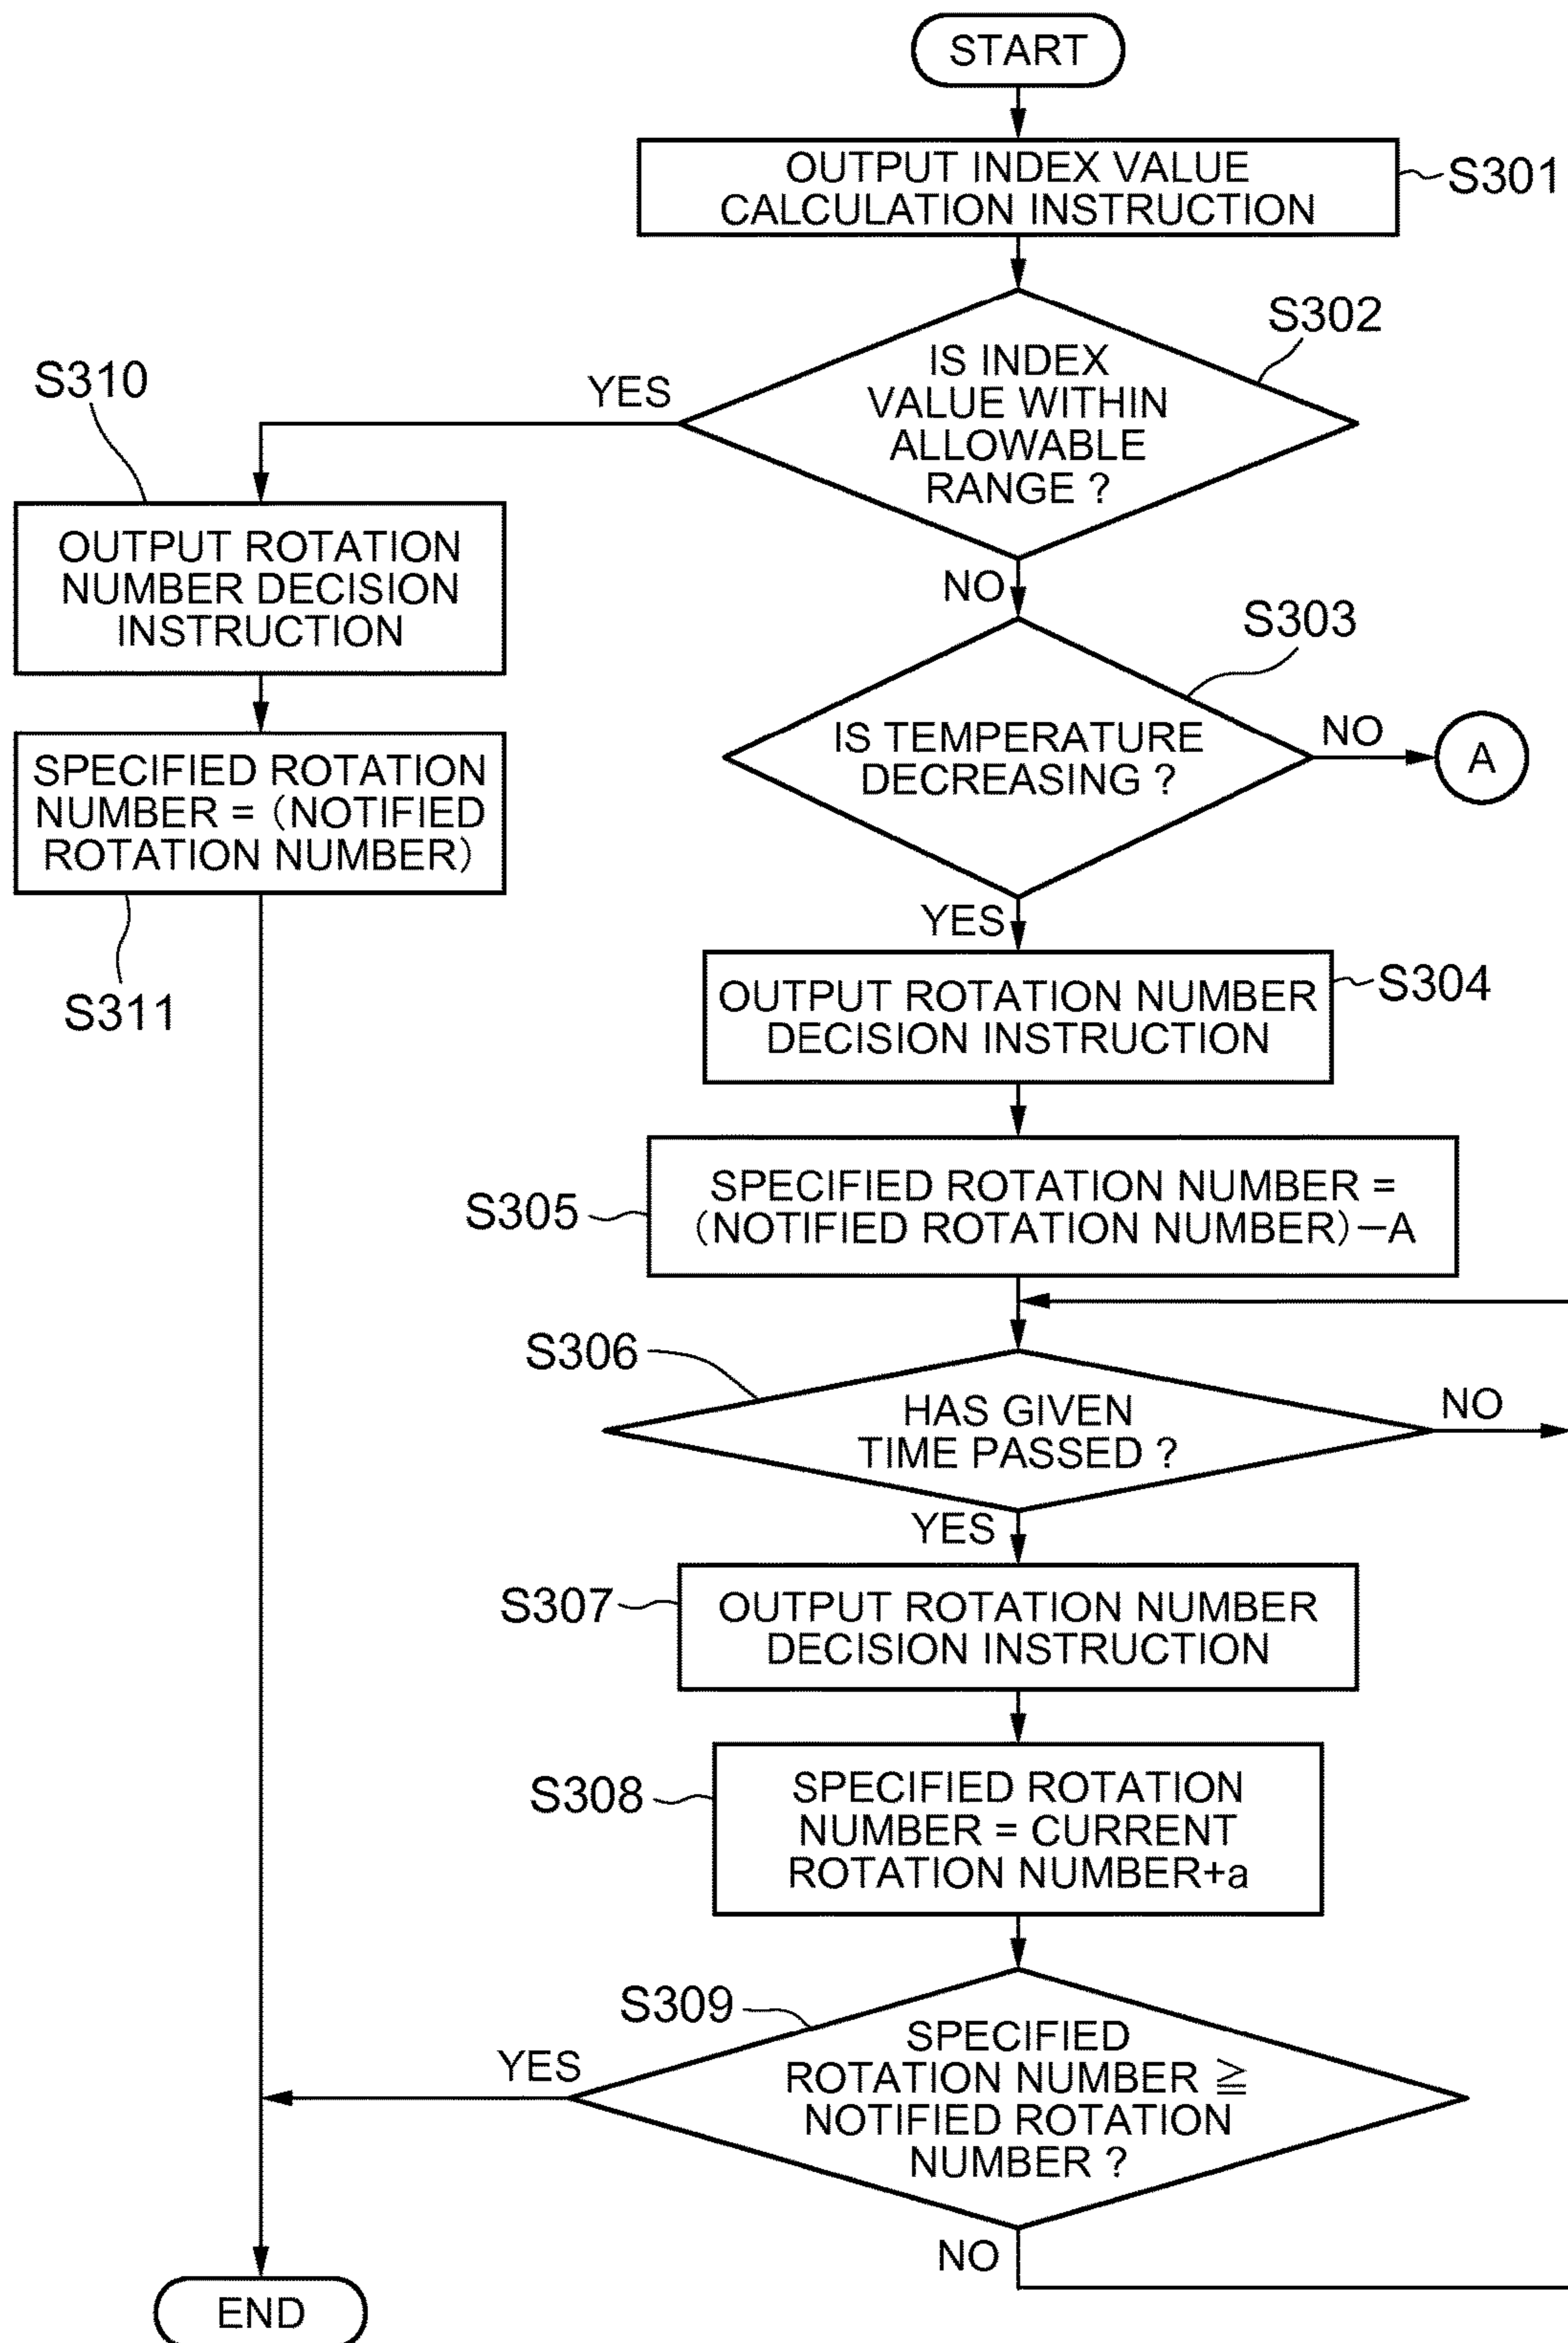 START
OUTPUT INDEX VALUE
CALCULATION INSTRUCTION
S301
S302
IS INDEX
VALUE WITHIN
ALLOWABLE
RANGE ?
YES
NO
S310
OUTPUT ROTATION
NUMBER DECISION
INSTRUCTION
SPECIFIED ROTATION
NUMBER = (NOTIFIED
ROTATION NUMBER)
S311
S303
IS TEMPERATURE
DECREASING ?
NO
A
YES
S304
OUTPUT ROTATION NUMBER
DECISION INSTRUCTION
S305
SPECIFIED ROTATION NUMBER =
(NOTIFIED ROTATION NUMBER)−A
S306
HAS GIVEN
TIME PASSED ?
NO
YES
S307
OUTPUT ROTATION NUMBER
DECISION INSTRUCTION
S308
SPECIFIED ROTATION
NUMBER = CURRENT
ROTATION NUMBER+a
S309
SPECIFIED
ROTATION NUMBER ≧
NOTIFIED ROTATION
NUMBER ?
YES
NO
END